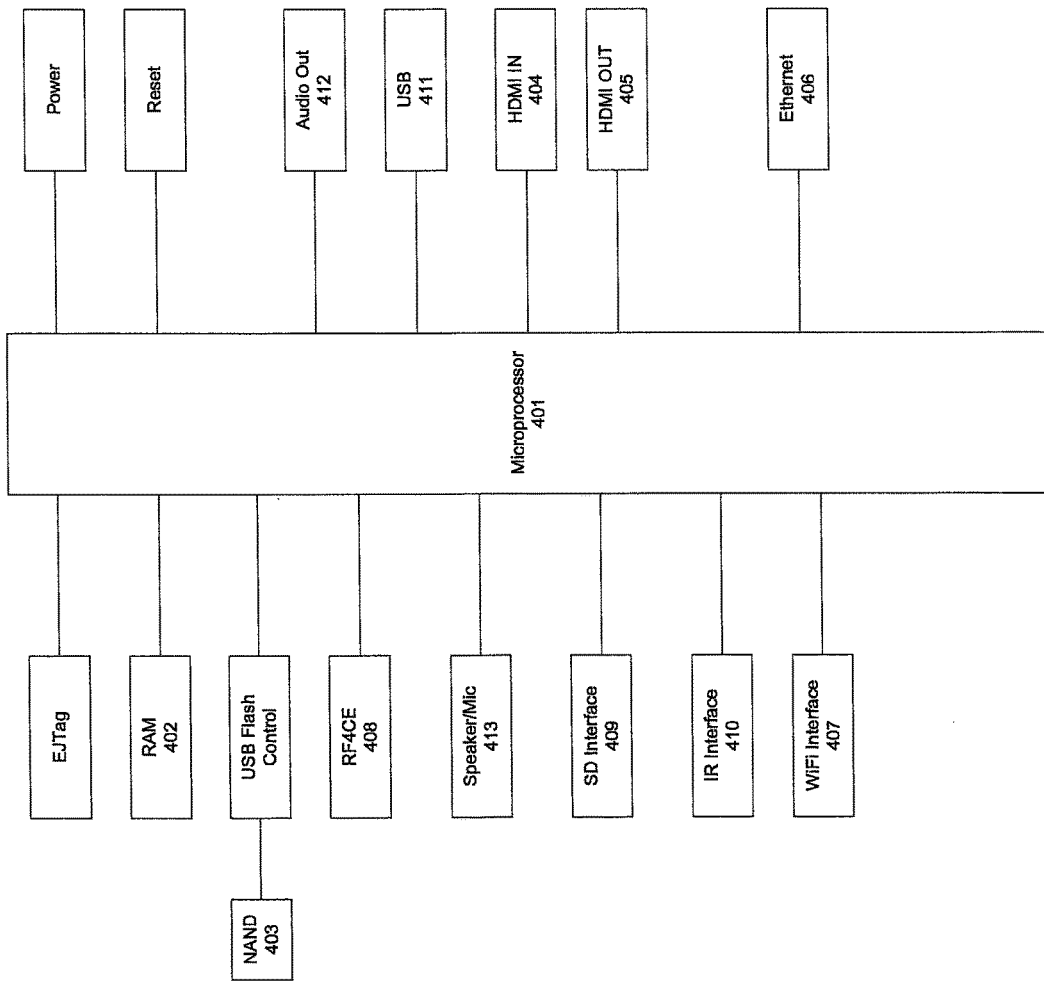 Power
Reset
Audio Out
412
USB
411
HDMI IN
404
HDMI OUT
405
Ethernet
406
Microprocessor
401
EJTag
RAM
402
USB Flash
Control
RF4CE
408
Speaker/Mic
413
SD Interface
409
IR Interface
410
WiFi Interface
407
NAND
403